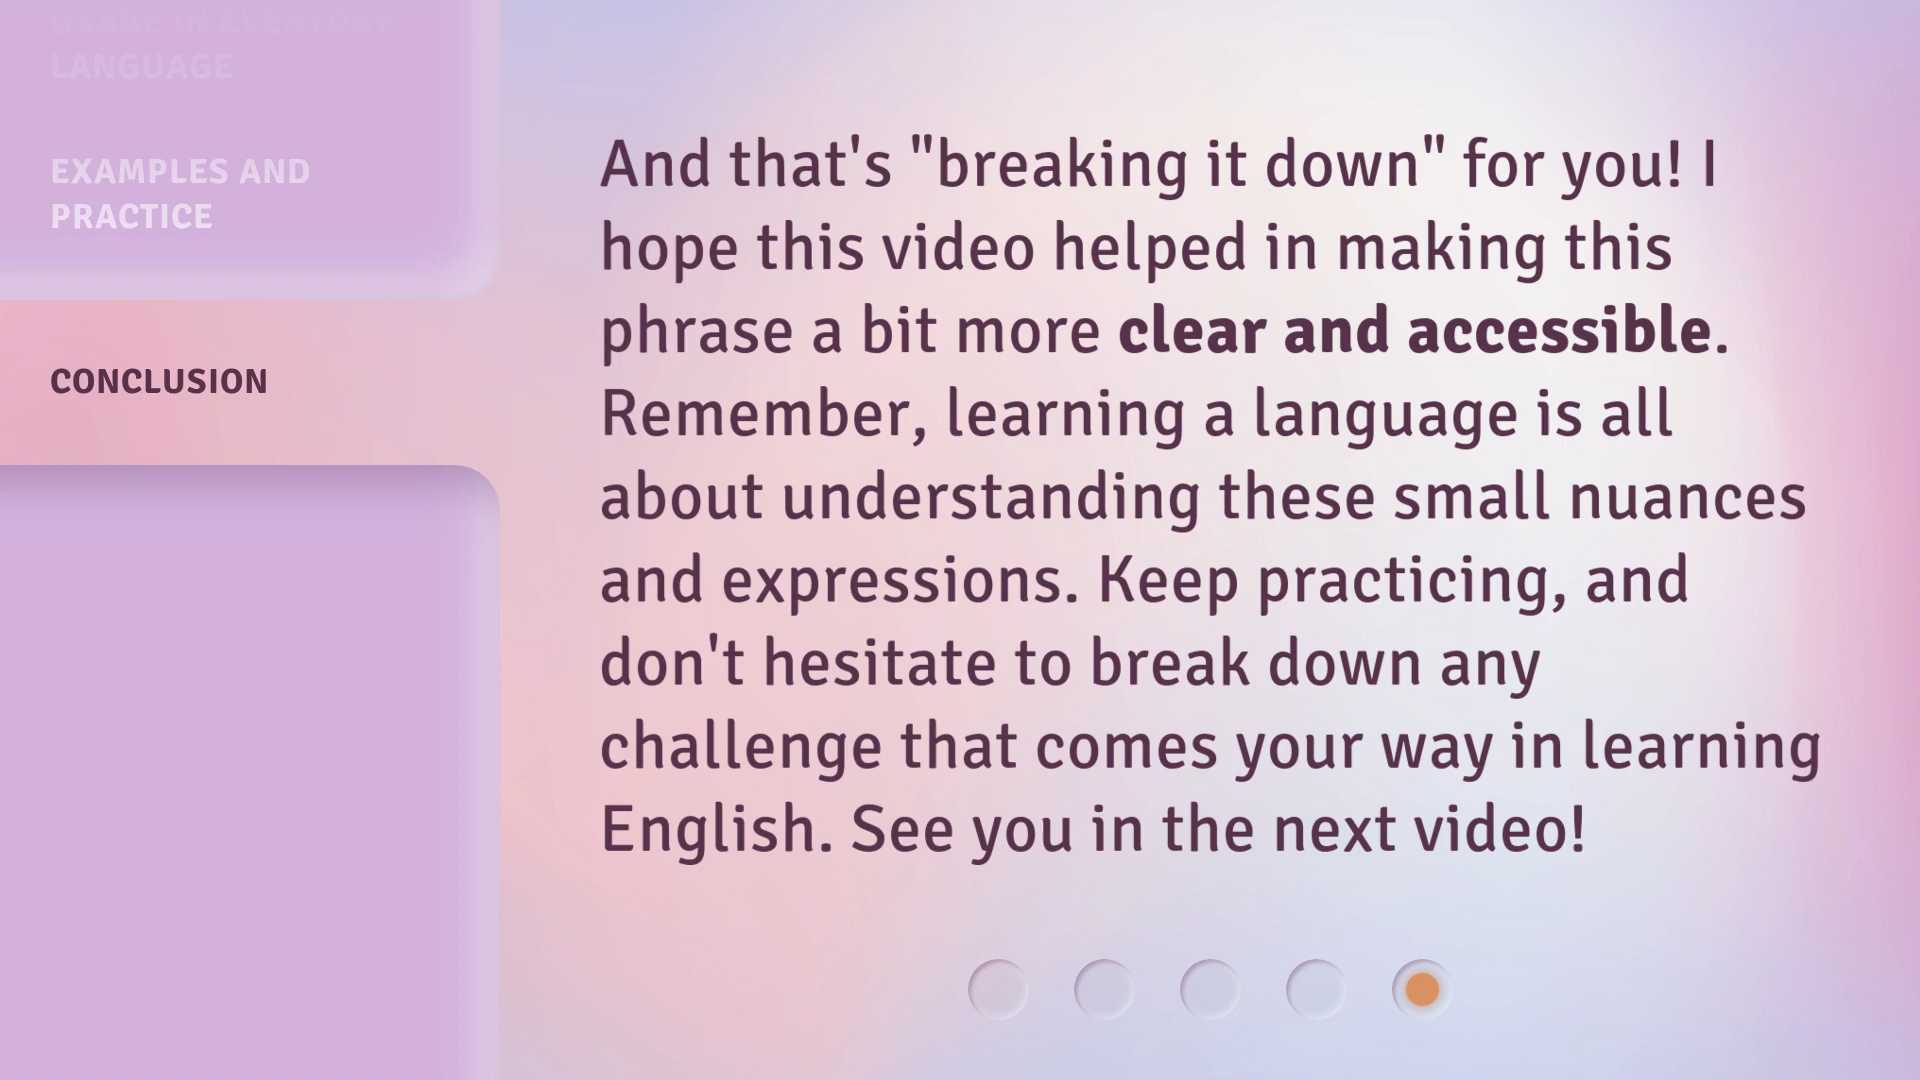 USAGE IN EVERYDAY
LANGUAGE
EXAMPLES AND
PRACTICE
CONCLUSION
And that's "breaking it down" for you! I
hope this video helped in making this
phrase a bit more clear and accessible.
Remember, learning a language is all
about understanding these small nuances
and expressions. Keep practicing, and
don't hesitate to break down any
challenge that comes your way in learning
English. See you in the next video!